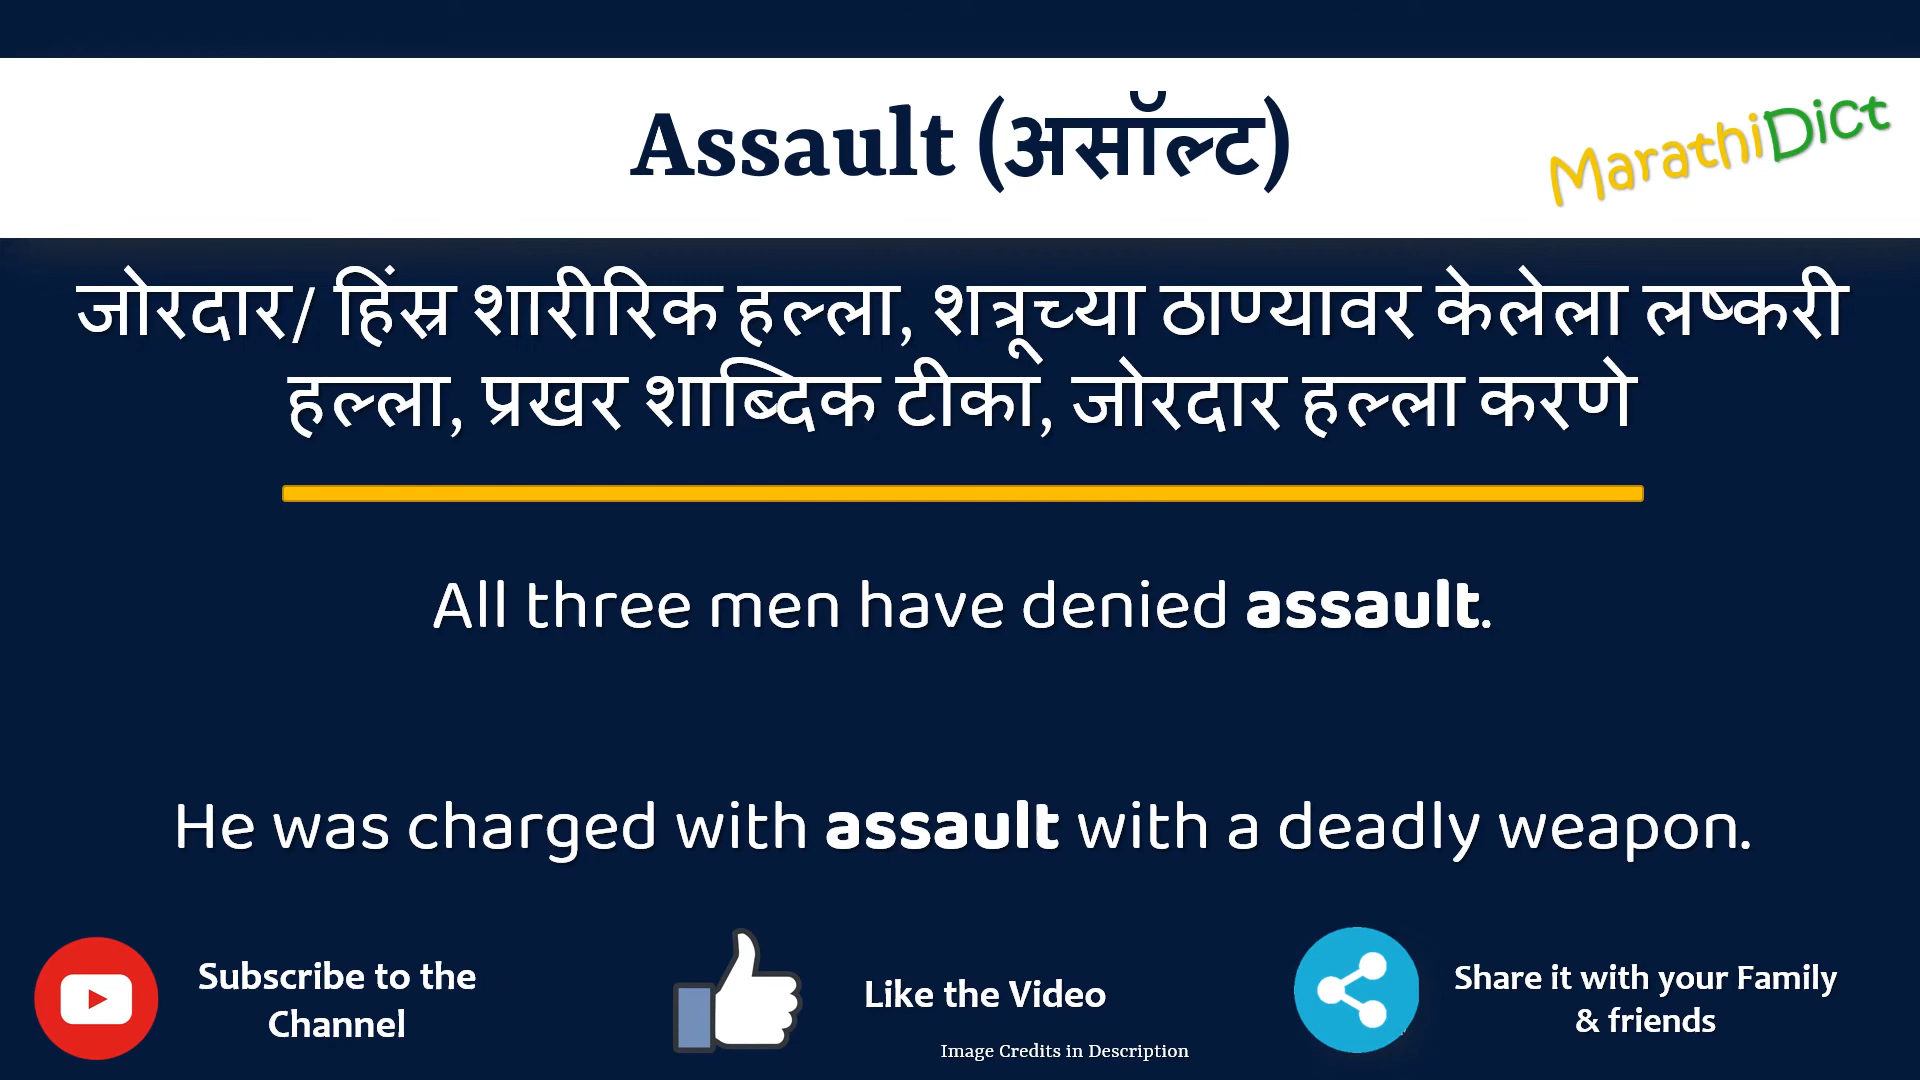 Assault (असॉल्ट)
MarathiDict
जोरदार/ हिंस्र शारीरिक हल्ला, शत्रूच्या ठाण्यावर केलेला लष्करी
हल्ला, प्रखर शाब्दिक टीका, जोरदार हल्ला करणे
All three men have denied assault.
He was charged with assault with a deadly weapon.
Subscribe to the
Channel
Like the Video
Share it with your Family
& friends
Image Credits in Description